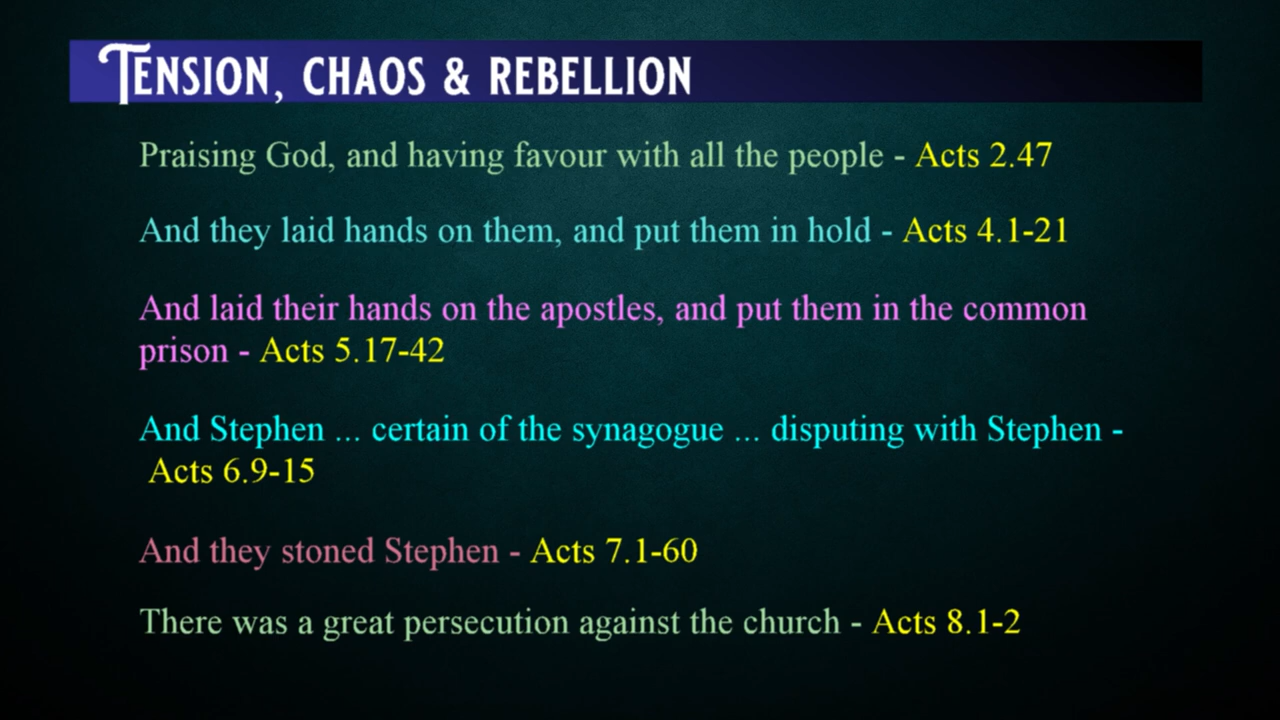 TENSION, CHAOS & REBELLION
Praising God, and having favour with all the people - Acts 2.47
And they laid hands on them, and put them in hold - Acts 4.1-21
And laid their hands on the apostles, and put them in the common
prison - Acts 5.17-42
And Stephen ... certain of the synagogue ... disputing with Stephen -
Acts 6.9-15
And they stoned Stephen - Acts 7.1-60
There was a great persecution against the church - Acts 8.1-2